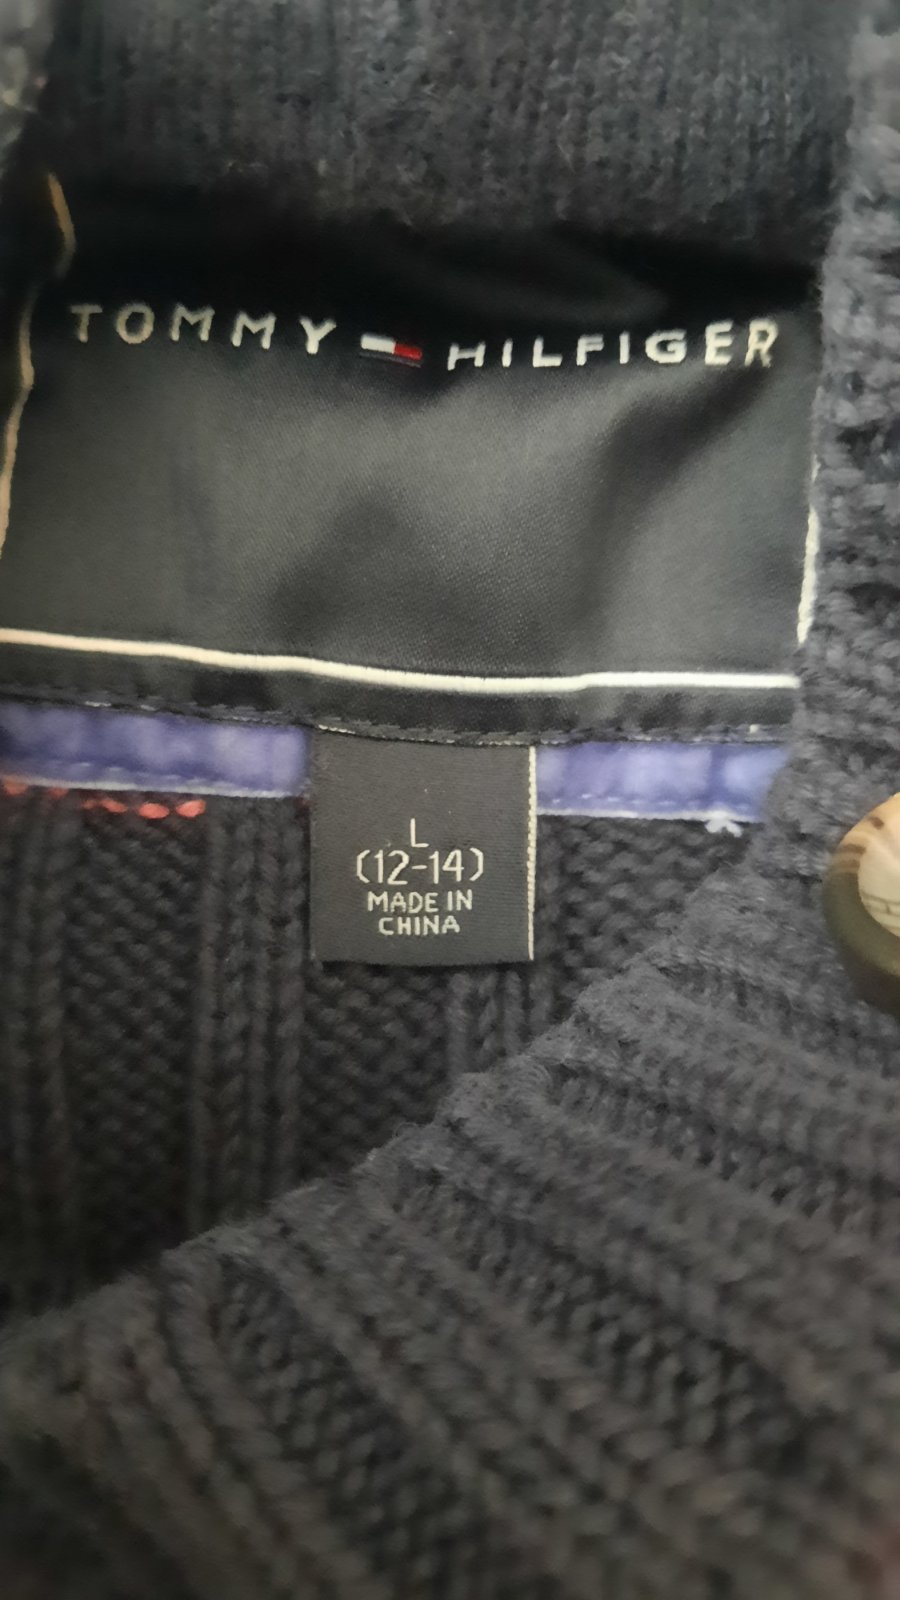 TOMMY HILFIGER
L
(12-14)
MADE IN
CHINA